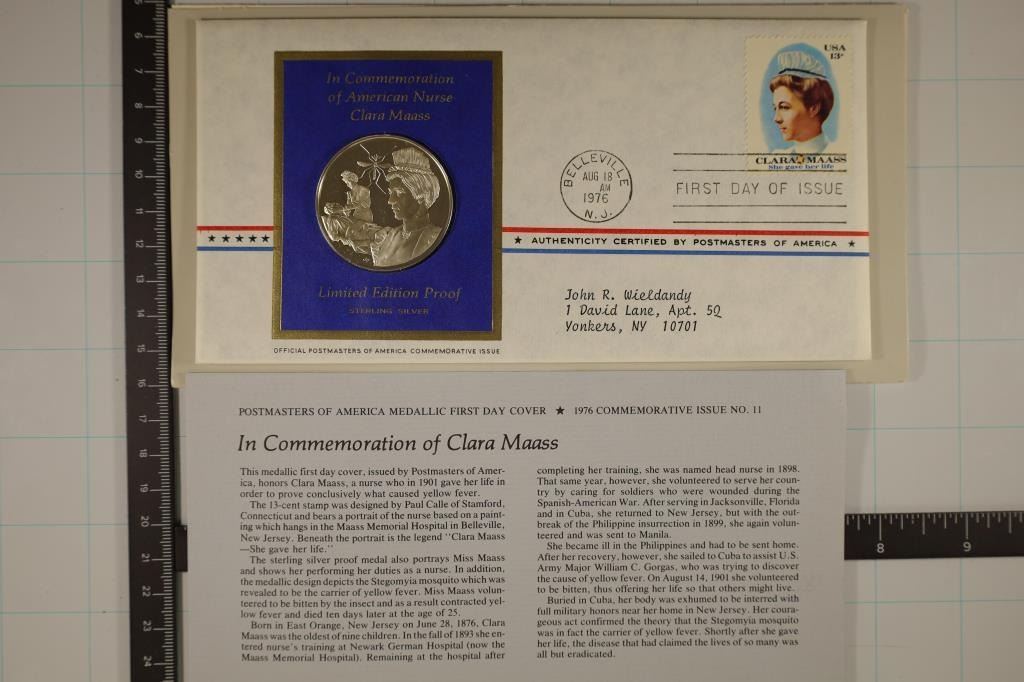 In Commemoration
of American Nurse
Clara Maass
Limited Edition Proof
STERLING SILVER
OFFICIAL POSTMASTERS OF AMERICA COMMEMORATIVE ISSUE
USA
13c
CLARA MAASS
She gave her life
BELLEVILLE
AUG 18
AM
1976
N.J.
FIRST DAY OF ISSUE
★ ★ ★ ★ ★
★ AUTHENTICITY CERTIFIED BY POSTMASTERS OF AMERICA ★
John R. Wieldandy
1 David Lane, Apt. 5Q
Yonkers, NY 10701
POSTMASTERS OF AMERICA MEDALLIC FIRST DAY COVER ★ 1976 COMMEMORATIVE ISSUE NO. 11
In Commemoration of Clara Maass
This medallic first day cover, issued by Postmasters of Amer-
ica, honors Clara Maass, a nurse who in 1901 gave her life in
order to prove conclusively what caused yellow fever.
The 13-cent stamp was designed by Paul Calle of Stamford,
Connecticut and bears a portrait of the nurse based on a paint-
ing which hangs in the Maass Memorial Hospital in Belleville,
New Jersey. Beneath the portrait is the legend "Clara Maass
—She gave her life."
The sterling silver proof medal also portrays Miss Maass
and shows her performing her duties as a nurse. In addition,
the medallic design depicts the Stegomyia mosquito which was
revealed to be the carrier of yellow fever. Miss Maass volun-
teered to be bitten by the insect and as a result contracted yel-
low fever and died ten days later at the age of 25.
Born in East Orange, New Jersey on June 28, 1876, Clara
Maass was the oldest of nine children. In the fall of 1893 she en-
tered nurse's training at Newark German Hospital (now the
Maass Memorial Hospital). Remaining at the hospital after
completing her training, she was named head nurse in 1898.
That same year, however, she volunteered to serve her coun-
try by caring for soldiers who were wounded during the
Spanish-American War. After serving in Jacksonville, Florida
and in Cuba, she returned to New Jersey, but with the out-
break of the Philippine insurrection in 1899, she again volun-
teered and was sent to Manila.
She became ill in the Philippines and had to be sent home.
After her recovery, however, she sailed to Cuba to assist U.S.
Army Major William C. Gorgas, who was trying to discover
the cause of yellow fever. On August 14, 1901 she volunteered
to be bitten, thus offering her life so that others might live.
Buried in Cuba, her body was exhumed to be interred with
full military honors near her home in New Jersey. Her coura-
geous act confirmed the theory that the Stegomyia mosquito
was in fact the carrier of yellow fever. Shortly after she gave
her life, the disease that had claimed the lives of so many was
all but eradicated.
6
7
8
9
10
11
12
13
14
15
16
17
18
19
20
21
22
23
24
8
9